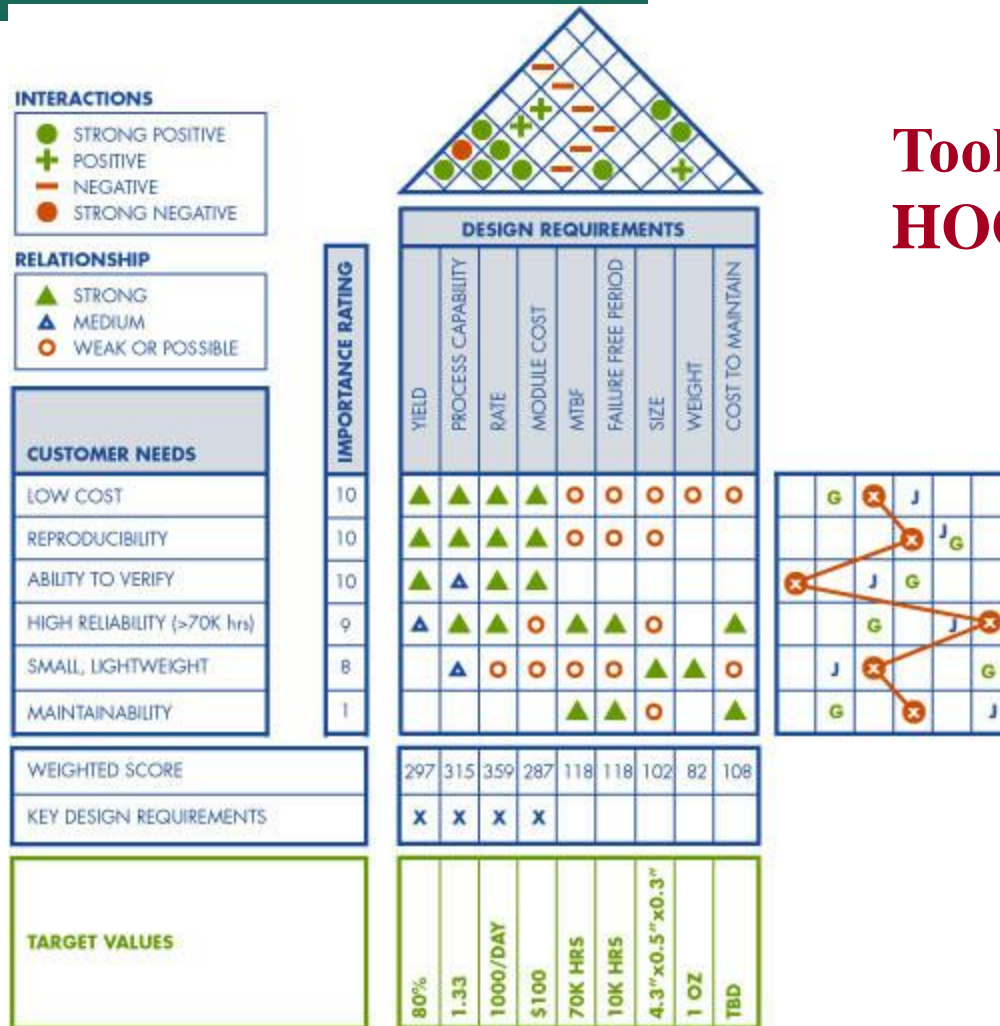 INTERACTIONS
STRONG POSITIVE
POSITIVE
NEGATIVE
STRONG NEGATIVE
RELATIONSHIP
STRONG
MEDIUM
WEAK OR POSSIBLE
DESIGN REQUIREMENTS
IMPORTANCE RATING
YIELD
PROCESS CAPABILITY
RATE
MODULE COST
MTBF
FAILURE FREE PERIOD
SIZE
WEIGHT
COST TO MAINTAIN
CUSTOMER NEEDS
LOW COST 10 G X J
REPRODUCIBILITY 10 X J G
ABILITY TO VERIFY 10 X J G
HIGH RELIABILITY (>70K hrs) 9 G J X
SMALL, LIGHTWEIGHT 8 J X G
MAINTAINABILITY 1 G X J
WEIGHTED SCORE 297 315 359 287 118 118 102 82 108
KEY DESIGN REQUIREMENTS X X X X
TARGET VALUES
80%
1.33
1000/DAY
$100
70K HRS
10K HRS
4.3"x0.5"x0.3"
1 OZ
TBD